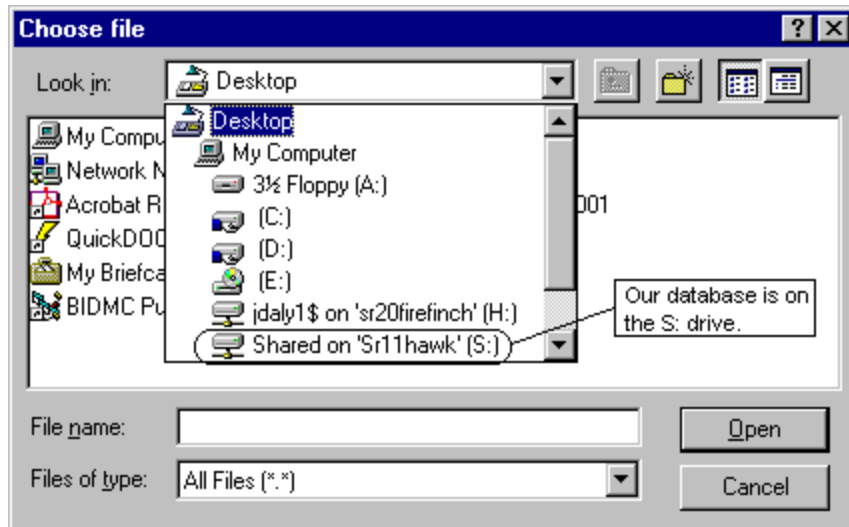 Choose file
Look in:
Desktop
Desktop
My Computer
3½ Floppy (A:)
(C:)
(D:)
(E:)
jdaly1$ on 'sr20firefinch' (H:)
Shared on 'Sr11hawk' (S:)
My Compu
Network N
Acrobat R
001
QuickDOC
My Briefca
BIDMC Pu
Our database is on
the S: drive.
File name:
Open
Files of type:
All Files (*.*)
Cancel